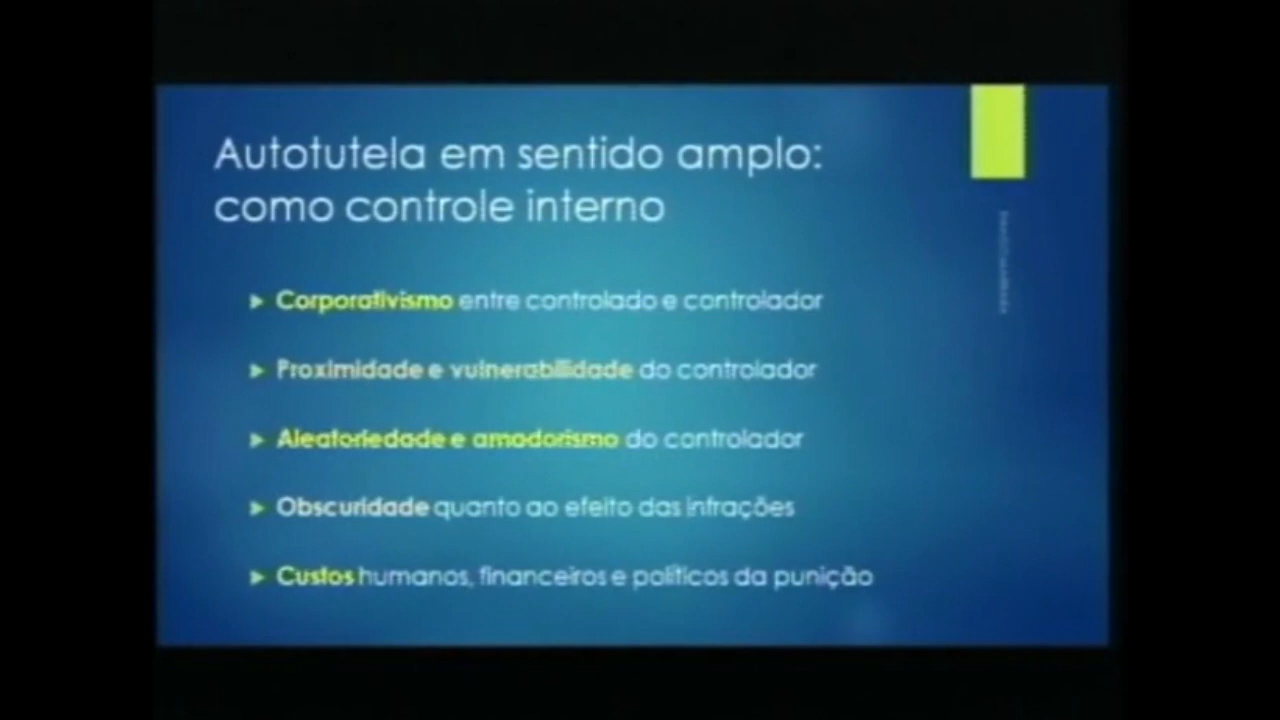 Autotutela em sentido amplo:
como controle interno
Corporativismo entre controlado e controlador
Proximidade e vulnerabilidade do controlador
Aleatoriedade e amadorismo do controlador
Obscuridade quanto ao efeito das infrações
Custos humanos, financeiros e políticos da punição